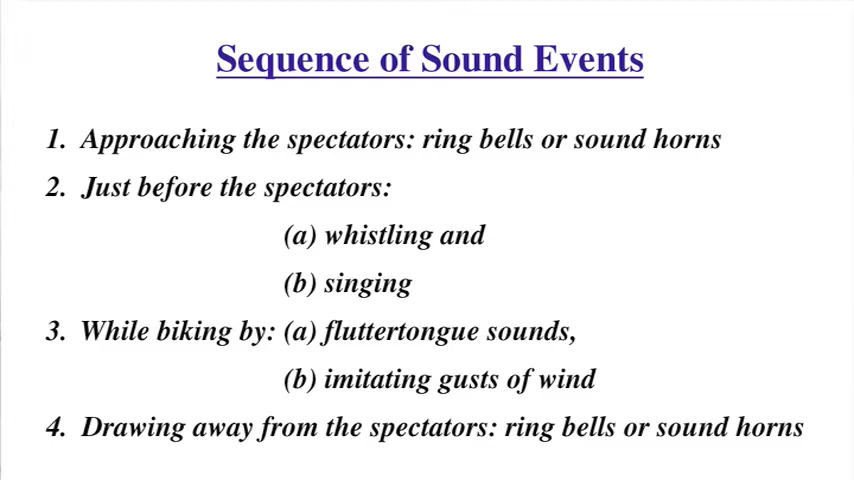 Sequence of Sound Events
1. Approaching the spectators: ring bells or sound horns
2. Just before the spectators:
(a) whistling and
(b) singing
3. While biking by: (a) fluttertongue sounds,
(b) imitating gusts of wind
4. Drawing away from the spectators: ring bells or sound horns